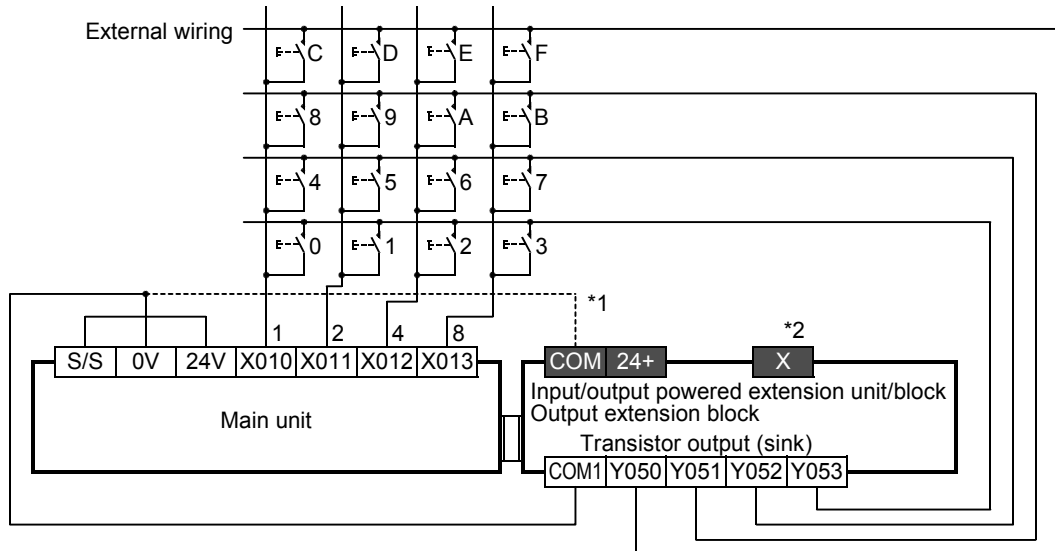 External wiring
C D E F
8 9 A B
4 5 6 7
0 1 2 3
*1
1 2 4 8
*2
S/S 0V 24V X010 X011 X012 X013
COM 24+ X
Main unit
Input/output powered extension unit/block
Output extension block
Transistor output (sink)
COM1 Y050 Y051 Y052 Y053